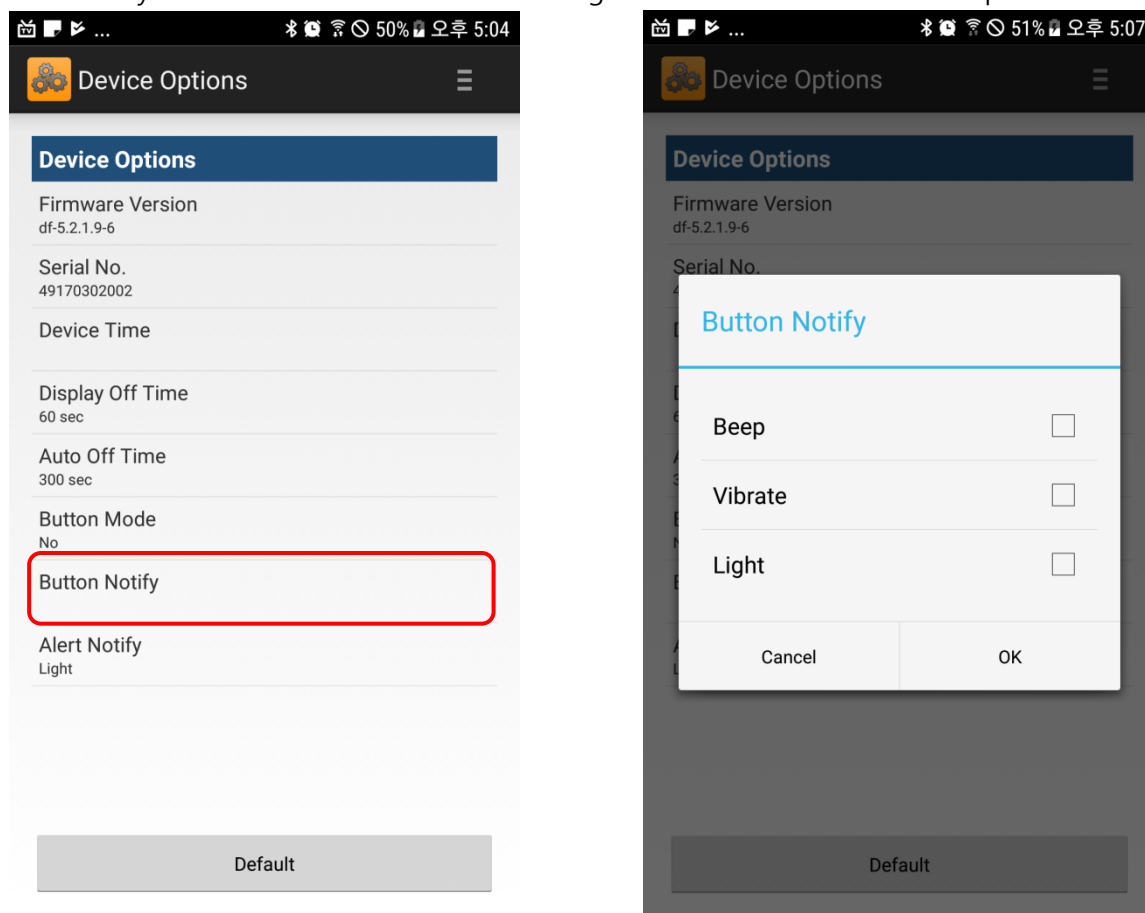 ... 50% 오후 5:04
Device Options
Device Options
Firmware Version
df-5.2.1.9-6
Serial No.
49170302002
Device Time
Display Off Time
60 sec
Auto Off Time
300 sec
Button Mode
No
Button Notify
Alert Notify
Light
Default
... 51% 오후 5:07
Device Options
Device Options
Firmware Version
df-5.2.1.9-6
Serial No.
Button Notify
Beep
Vibrate
Light
Cancel
OK
Default